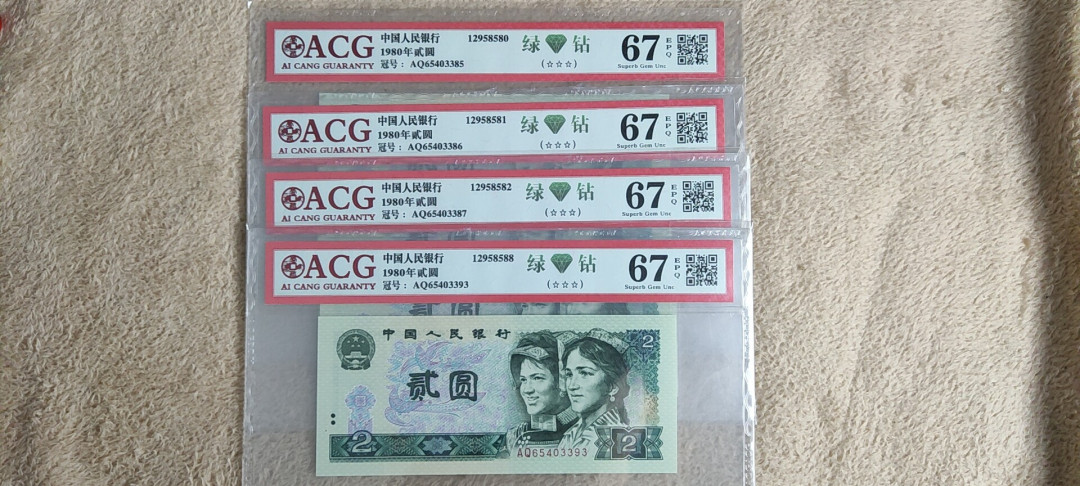 ACG
AI CANG GUARANTY
中国人民银行
1980年贰圆
冠号： AQ65403385
12958580
绿 钻
(☆☆☆)
67
EPQ
Superb Gem Unc
ACG
AI CANG GUARANTY
中国人民银行
1980年贰圆
冠号： AQ65403386
12958581
绿 钻
(☆☆☆)
67
EPQ
Superb Gem Unc
ACG
AI CANG GUARANTY
中国人民银行
1980年贰圆
冠号： AQ65403387
12958582
绿 钻
(☆☆☆)
67
EPQ
Superb Gem Unc
ACG
AI CANG GUARANTY
中国人民银行
1980年贰圆
冠号： AQ65403393
12958588
绿 钻
(☆☆☆)
67
EPQ
Superb Gem Unc
中国人民银行
2
贰圆
2
2
AQ65403393